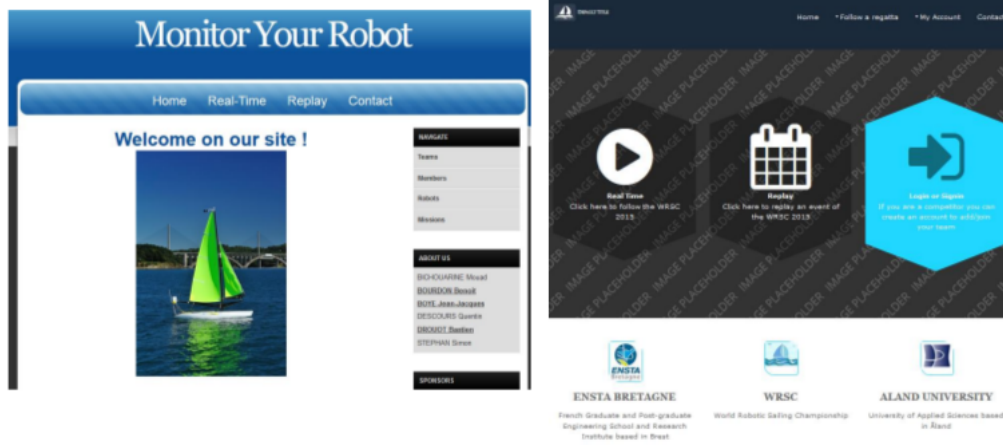 Monitor Your Robot
Home Real-Time Replay Contact
Welcome on our site !
NAVIGATE
Teams
Members
Robots
Missions
ABOUT US
BICHOUARINE Mouad
BOURDON Benoit
BOYE Jean-Jacques
DESCOURS Quentin
DROUOT Bastien
STEPHAN Simon
SPONSORS
Home Follow a regatta My Account Contact
IMAGE PLACEHOLDER
Real Time
Click here to follow the WRSC
2015
Replay
Click here to replay an event of
the WRSC 2015
Login or Signin
If you are a competitor you can
create an account to add/join
your team
ENSTA
Bretagne
ENSTA BRETAGNE
French Graduate and Post-graduate
Engineering School and Research
Institute based in Brest
WRSC
World Robotic Sailing Championship
ALAND UNIVERSITY
University of Applied Sciences based
in Åland